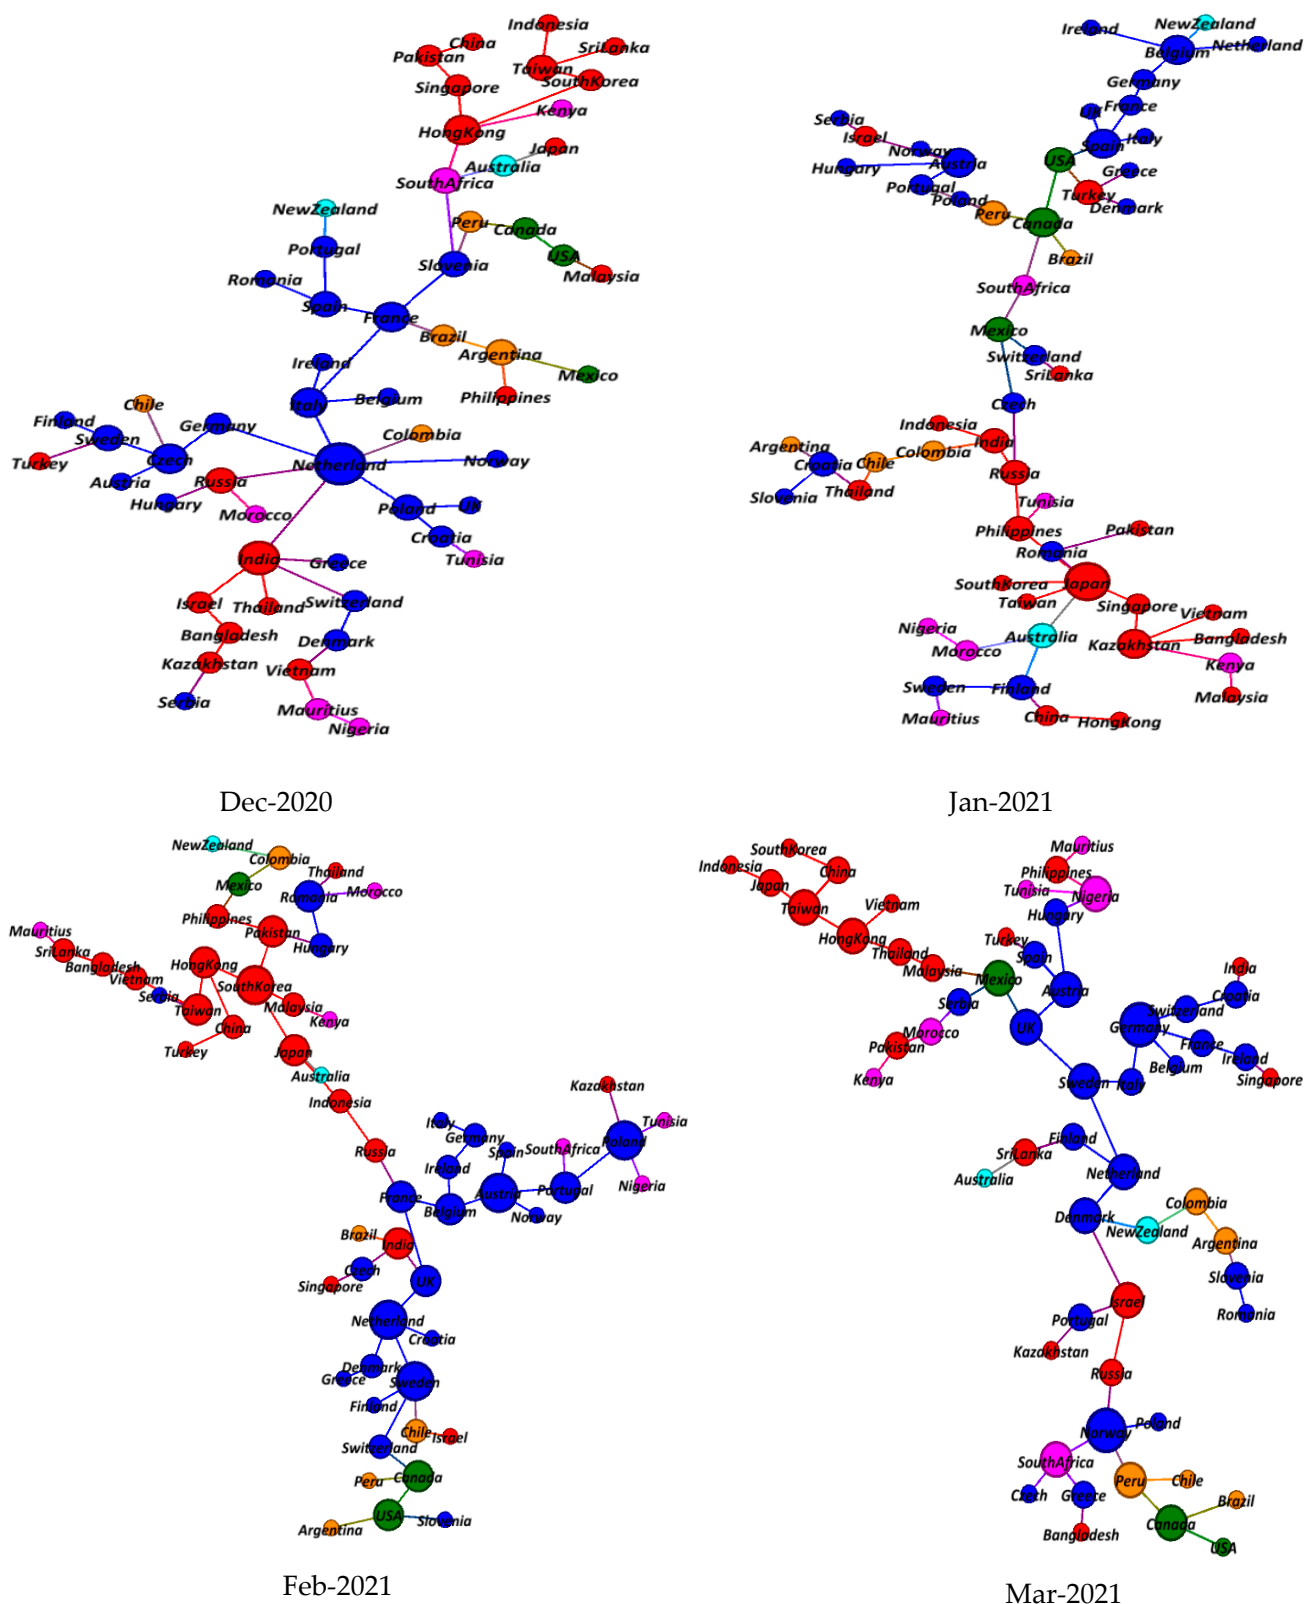 Indonesia
China
SriLanka
Pakistan
Taiwan
SouthKorea
Singapore
Kenya
HongKong
Japan
Australia
SouthAfrica
NewZealand
Peru
Canada
Portugal
USA
Slovenia
Malaysia
Romania
Spain
France
Brazil
Argentina
Ireland
Mexico
Philippines
Belgium
Italy
Chile
Finland
Germany
Colombia
Sweden
Turkey
Czech
Netherland
Norway
Austria
Russia
Hungary
Morocco
Poland
UK
Croatia
Tunisia
India
Greece
Israel
Thailand
Switzerland
Bangladesh
Denmark
Kazakhstan
Vietnam
Serbia
Mauritius
Nigeria
Dec-2020
Ireland
NewZealand
Netherland
Belgium
Germany
France
UK
Serbia
Israel
Spain
Italy
Norway
Austria
USA
Greece
Hungary
Portugal
Poland
Turkey
Denmark
Peru
Canada
Brazil
SouthAfrica
Mexico
Switzerland
SriLanka
Czech
Indonesia
India
Argentina
Colombia
Croatia
Chile
Russia
Slovenia
Thailand
Tunisia
Philippines
Pakistan
Romania
SouthKorea
Japan
Taiwan
Singapore
Vietnam
Nigeria
Australia
Kazakhstan
Bangladesh
Morocco
Kenya
Sweden
Finland
Malaysia
Mauritius
China
HongKong
Jan-2021
NewZealand
Colombia
Thailand
Mexico
Romania
Morocco
Philippines
Pakistan
Mauritius
Hungary
SriLanka
Bangladesh
HongKong
Vietnam
SouthKorea
Serbia
Taiwan
Malaysia
China
Kenya
Turkey
Japan
Australia
Indonesia
Kazakhstan
Italy
Tunisia
Germany
Russia
Spain
SouthAfrica
Poland
Ireland
France
Austria
Portugal
Nigeria
Belgium
Norway
Brazil
India
Czech
Singapore
UK
Netherland
Croatia
Denmark
Greece
Sweden
Finland
Chile
Israel
Switzerland
Peru
Canada
USA
Argentina
Slovenia
Feb-2021
SouthKorea
Mauritius
Indonesia
China
Philippines
Japan
Tunisia
Nigeria
Taiwan
Vietnam
Hungary
HongKong
Turkey
Thailand
Spain
Malaysia
Mexico
India
Austria
Croatia
Serbia
Switzerland
Morocco
UK
Germany
Pakistan
France
Ireland
Kenya
Belgium
Sweden
Italy
Singapore
Finland
SriLanka
Netherland
Australia
Colombia
Denmark
NewZealand
Argentina
Slovenia
Israel
Portugal
Romania
Kazakhstan
Russia
Norway
Poland
SouthAfrica
Peru
Chile
Czech
Greece
Brazil
Canada
Bangladesh
USA
Mar-2021